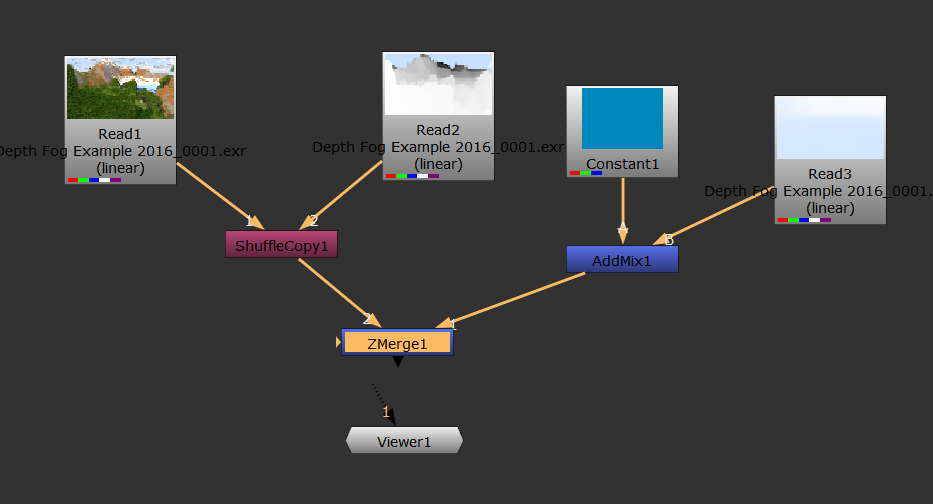 Read1
Depth Fog Example 2016_0001.exr
(linear)
Read2
Depth Fog Example 2016_0001.exr
(linear)
Constant1
Read3
Depth Fog Example 2016_0001.
(linear)
1
2
ShuffleCopy1
A
B
AddMix1
2
1
ZMerge1
1
Viewer1